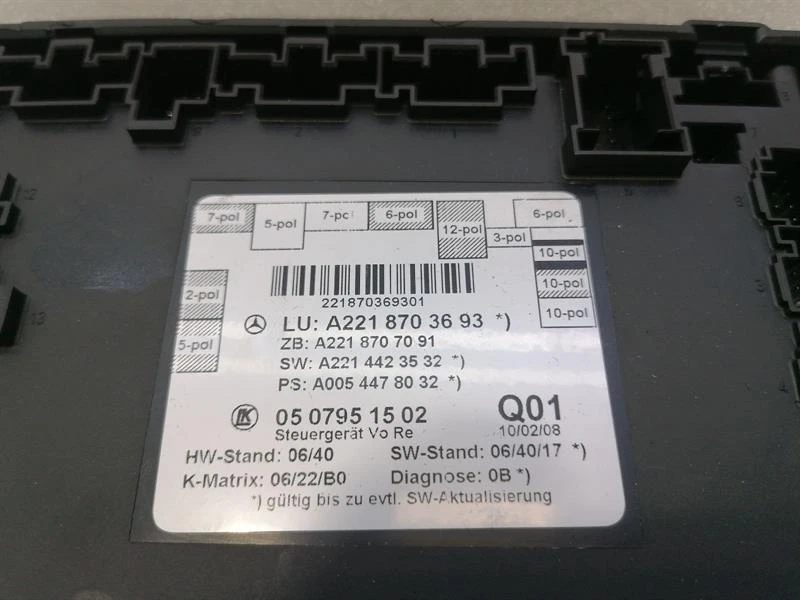 7-pol 5-pol 7-pol 6-pol 12-pol 3-pol 6-pol
10-pol
2-pol 10-pol
10-pol
5-pol
221870369301
LU: A221 870 36 93 *)
ZB: A221 870 70 91
SW: A221 442 35 32 *)
PS: A005 447 80 32 *)
LK 05 0795 15 02 Q01
Steuergerät Vo Re 10/02/08
HW-Stand: 06/40 SW-Stand: 06/40/17 *)
K-Matrix: 06/22/B0 Diagnose: 0B *)
*) gültig bis zu evtl. SW-Aktualisierung